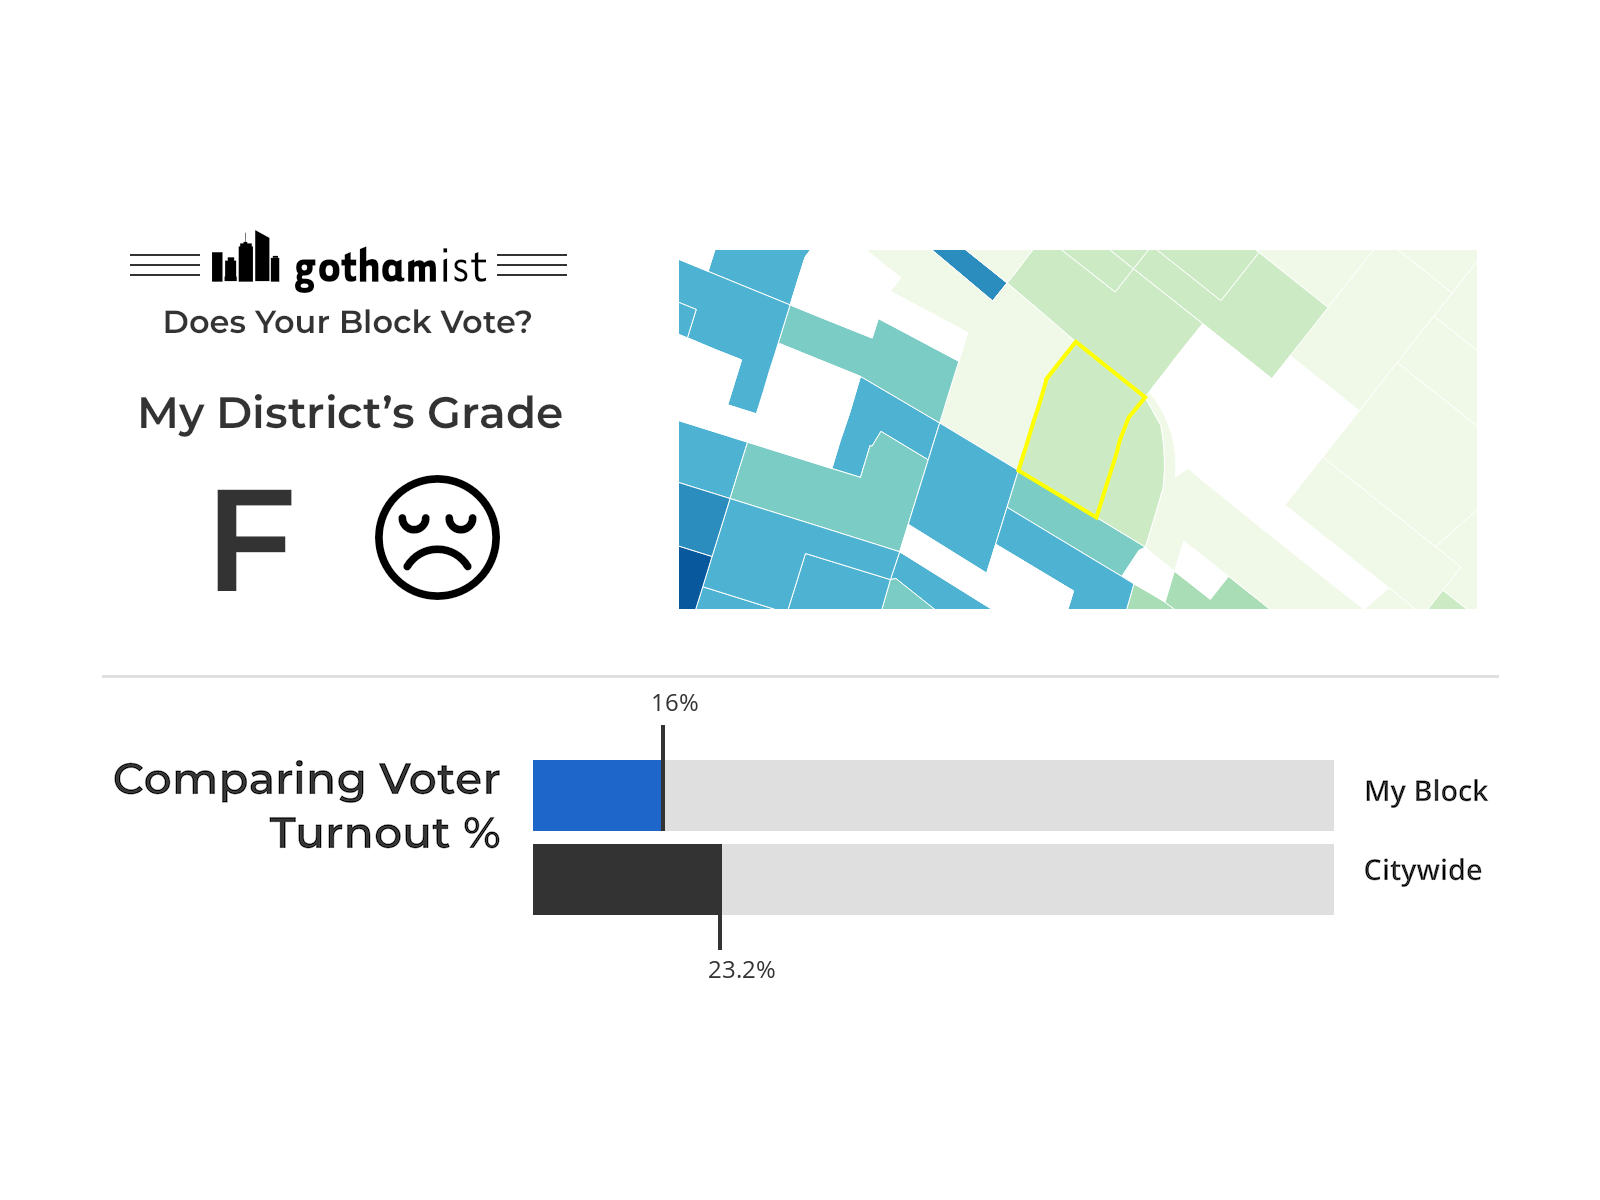 gothamist
Does Your Block Vote?
My District’s Grade
F
16%
Comparing Voter
Turnout %
My Block
Citywide
23.2%